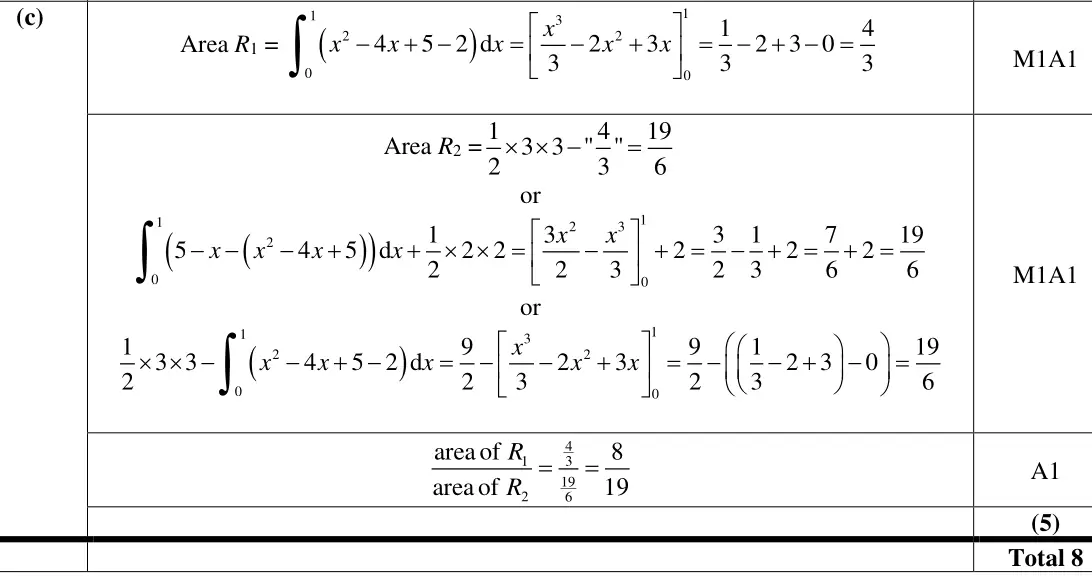 (c)
Area R₁ = ∫₀¹ (x² − 4x + 5 − 2) dx = [x³/3 − 2x² + 3x]₀¹ = 1/3 − 2 + 3 − 0 = 4/3
M1A1
Area R₂ = 1/2 × 3 × 3 − "4/3" = 19/6
or
∫₀¹ (5 − x − (x² − 4x + 5)) dx + 1/2 × 2 × 2 = [3x²/2 − x³/3]₀¹ + 2 = 3/2 − 1/3 + 2 = 7/6 + 2 = 19/6
M1A1
or
1/2 × 3 × 3 − ∫₀¹ (x² − 4x + 5 − 2) dx = 9/2 − [x³/3 − 2x² + 3x]₀¹ = 9/2 − ((1/3 − 2 + 3) − 0) = 19/6
area of R₁ / area of R₂ = (4/3)/(19/6) = 8/19
A1
(5)
Total 8